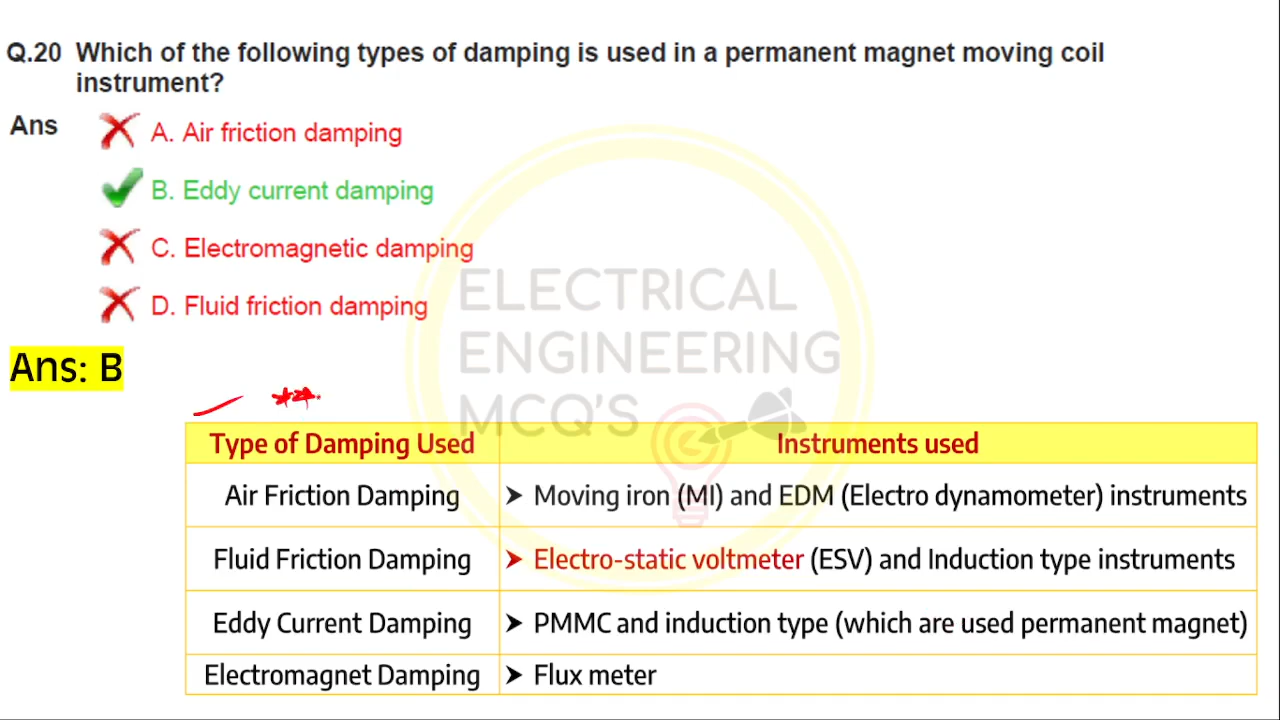 Q.20 Which of the following types of damping is used in a permanent magnet moving coil
instrument?
Ans
A. Air friction damping
B. Eddy current damping
C. Electromagnetic damping
D. Fluid friction damping
Ans: B
ELECTRICAL
ENGINEERING
MCQ'S
Type of Damping Used Instruments used
Air Friction Damping ➤ Moving iron (MI) and EDM (Electro dynamometer) instruments
Fluid Friction Damping ➤ Electro-static voltmeter (ESV) and Induction type instruments
Eddy Current Damping ➤ PMMC and induction type (which are used permanent magnet)
Electromagnet Damping ➤ Flux meter